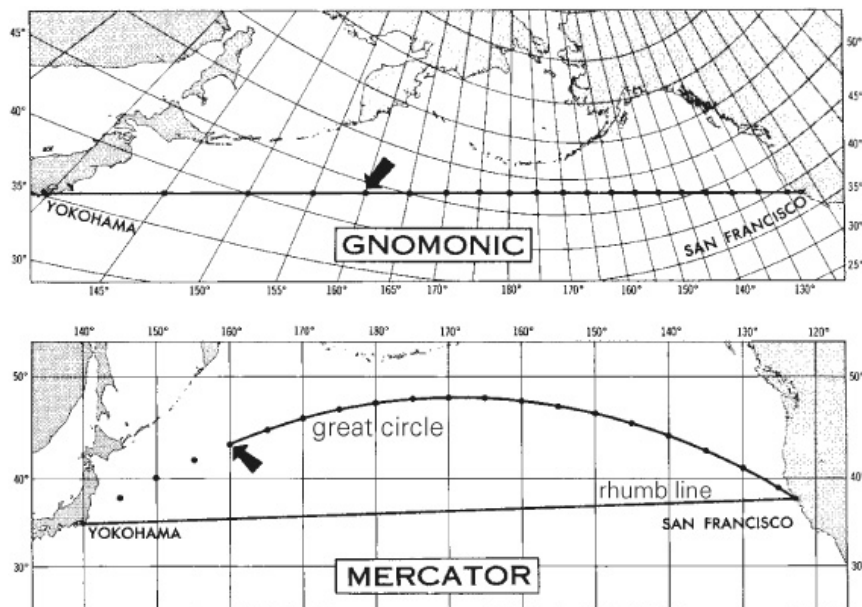 45° 50°
40° 45°
35° 40°
YOKOHAMA SAN FRANCISCO 35°
GNOMONIC 30°
30° 25°
145° 150° 155° 160° 165° 170° 180° 170° 160° 150° 140° 130°
140° 150° 160° 170° 180° 170° 160° 150° 140° 130° 120°
50° 50°
great circle
40° 40°
rhumb line
YOKOHAMA SAN FRANCISCO
30° 30°
MERCATOR